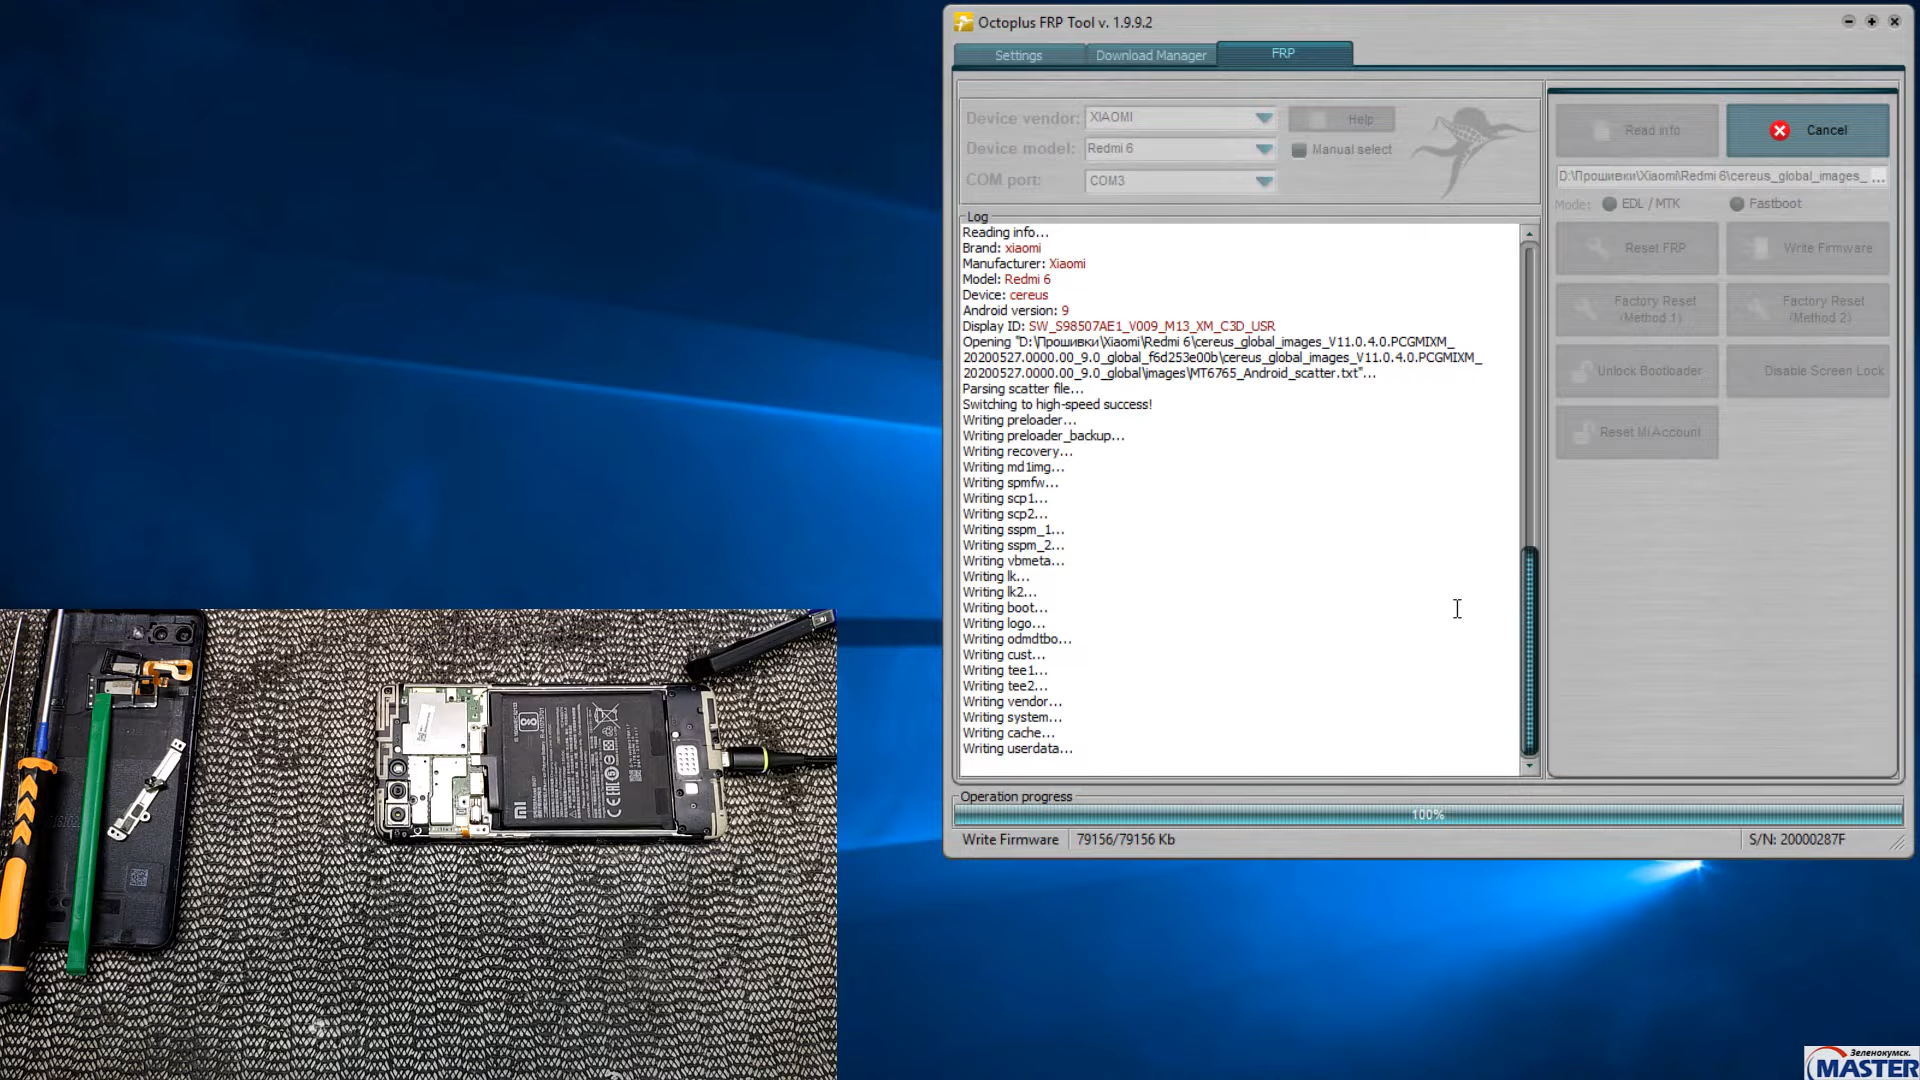 Octoplus FRP Tool v. 1.9.9.2
Settings
Download Manager
FRP
Device vendor:
XIAOMI
Help
Device model:
Redmi 6
Manual select
COM port:
COM3
Read info
Cancel
D:\Прошивки\Xiaomi\Redmi 6\cereus_global_images_ ...
Mode:
EDL / MTK
Fastboot
Reset FRP
Write Firmware
Factory Reset
(Method 1)
Factory Reset
(Method 2)
Unlock Bootloader
Disable Screen Lock
Reset Mi Account
Log
Reading info...
Brand: xiaomi
Manufacturer: Xiaomi
Model: Redmi 6
Device: cereus
Android version: 9
Display ID: SW_S98507AE1_V009_M13_XM_C3D_USR
Opening "D:\Прошивки\Xiaomi\Redmi 6\cereus_global_images_V11.0.4.0.PCGMIXM_
20200527.0000.00_9.0_global_f6d253e00b\cereus_global_images_V11.0.4.0.PCGMIXM_
20200527.0000.00_9.0_global\images\MT6765_Android_scatter.txt"...
Parsing scatter file...
Switching to high-speed success!
Writing preloader...
Writing preloader_backup...
Writing recovery...
Writing md1img...
Writing spmfw...
Writing scp1...
Writing scp2...
Writing sspm_1...
Writing sspm_2...
Writing vbmeta...
Writing lk...
Writing lk2...
Writing boot...
Writing logo...
Writing odmdtbo...
Writing cust...
Writing tee1...
Writing tee2...
Writing vendor...
Writing system...
Writing cache...
Writing userdata...
Operation progress
100%
Write Firmware
79156/79156 Kb
S/N: 20000287F
Зеленокумск.
MASTER